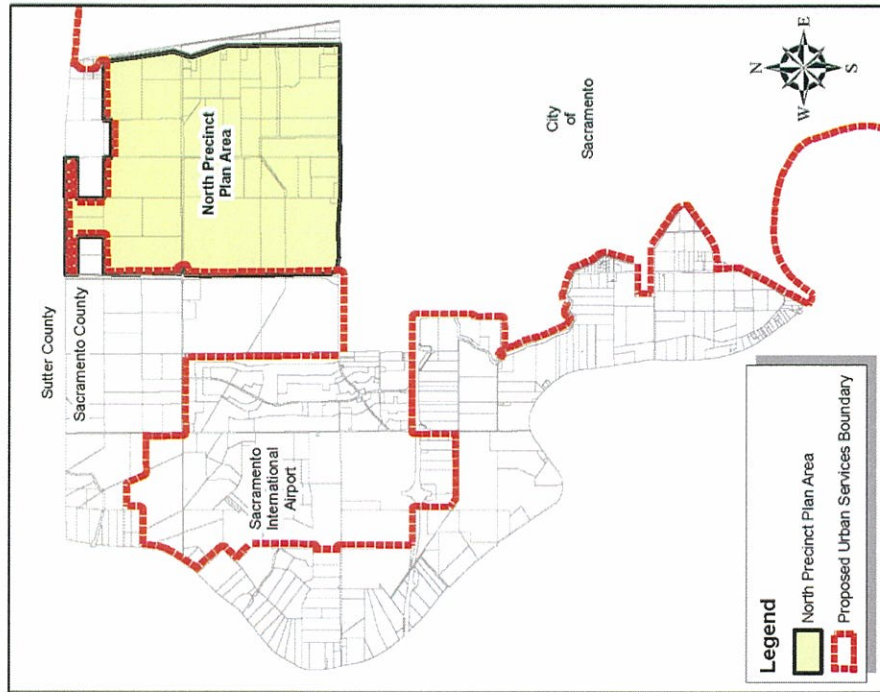 Sutter County
Sacramento County
North Precinct
Plan Area
Sacramento
International
Airport
City
of
Sacramento
N
E
S
W
Legend
North Precinct Plan Area
Proposed Urban Services Boundary